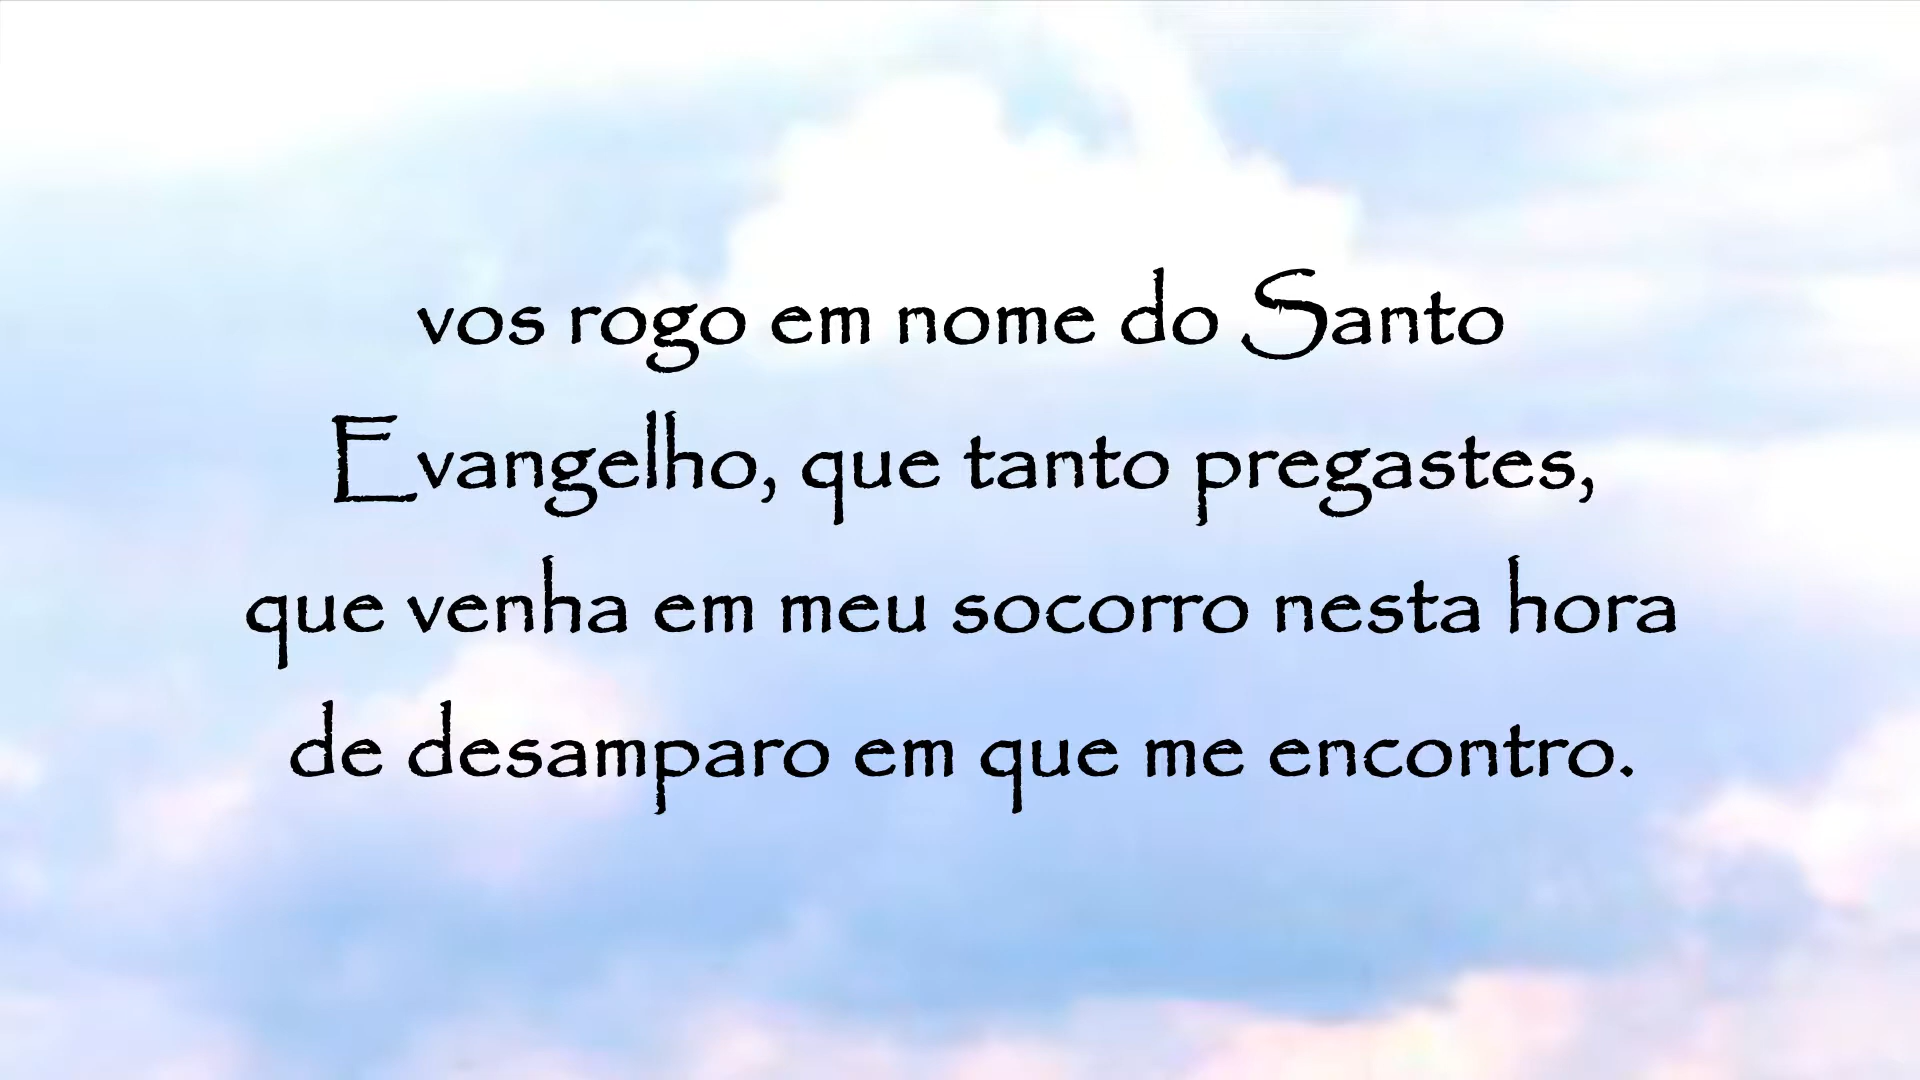 vos rogo em nome do Santo
Evangelho, que tanto pregastes,
que venha em meu socorro nesta hora
de desamparo em que me encontro.